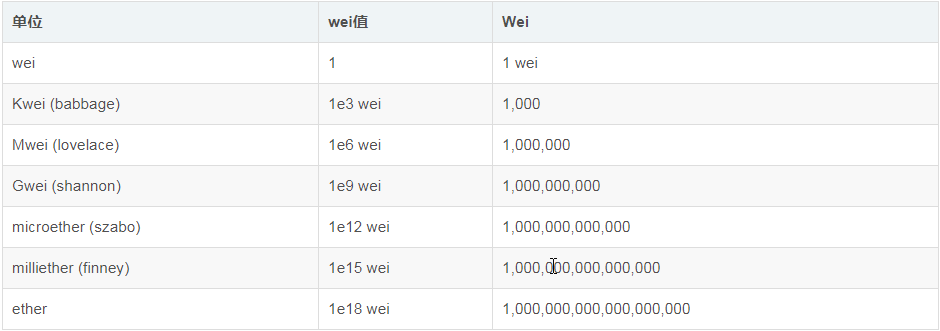 单位 wei值 Wei
wei 1 1 wei
Kwei (babbage) 1e3 wei 1,000
Mwei (lovelace) 1e6 wei 1,000,000
Gwei (shannon) 1e9 wei 1,000,000,000
microether (szabo) 1e12 wei 1,000,000,000,000
milliether (finney) 1e15 wei 1,000,000,000,000,000
ether 1e18 wei 1,000,000,000,000,000,000